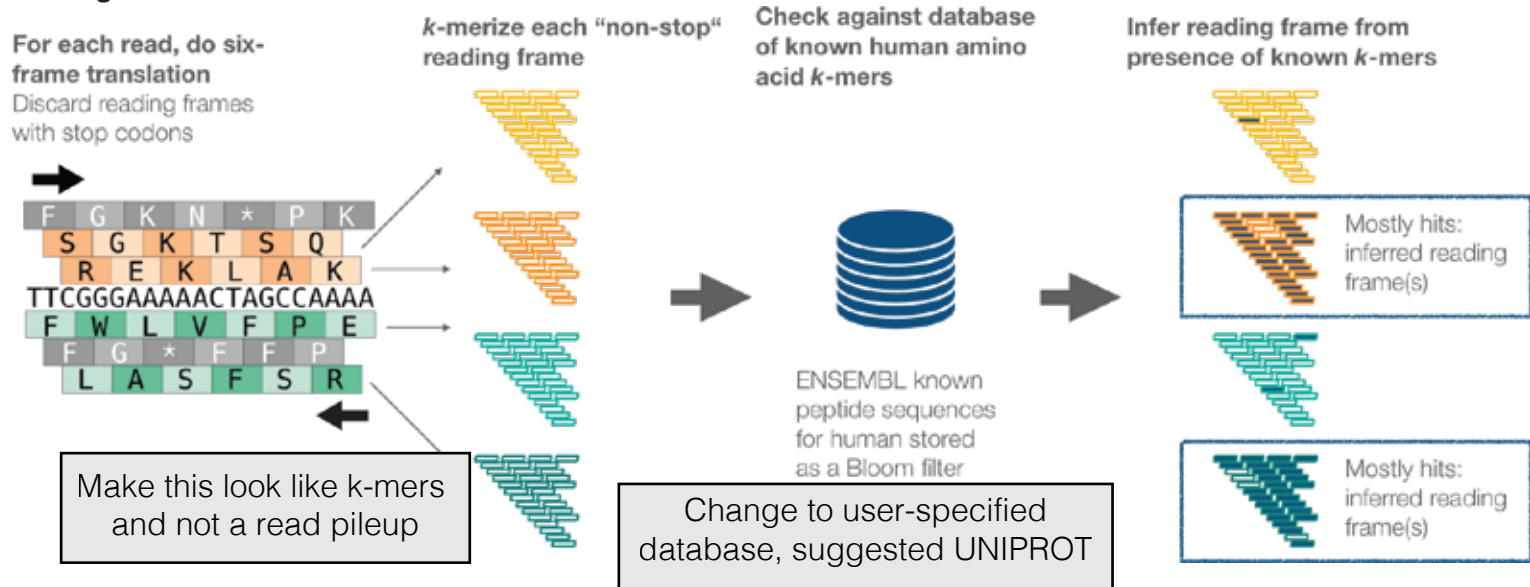 For each read, do six-
frame translation
Discard reading frames
with stop codons
F G K N * P K
S G K T S Q
R E K L A K
TTCGGGAAAAACTAGCCAAAA
F W L V F P E
F G * F F P
L A S F S R
Make this look like k-mers
and not a read pileup
k-merize each “non-stop“
reading frame
Check against database
of known human amino
acid k-mers
ENSEMBL known
peptide sequences
for human stored
as a Bloom filter
Change to user-specified
database, suggested UNIPROT
Infer reading frame from
presence of known k-mers
Mostly hits:
inferred reading
frame(s)
Mostly hits:
inferred reading
frame(s)